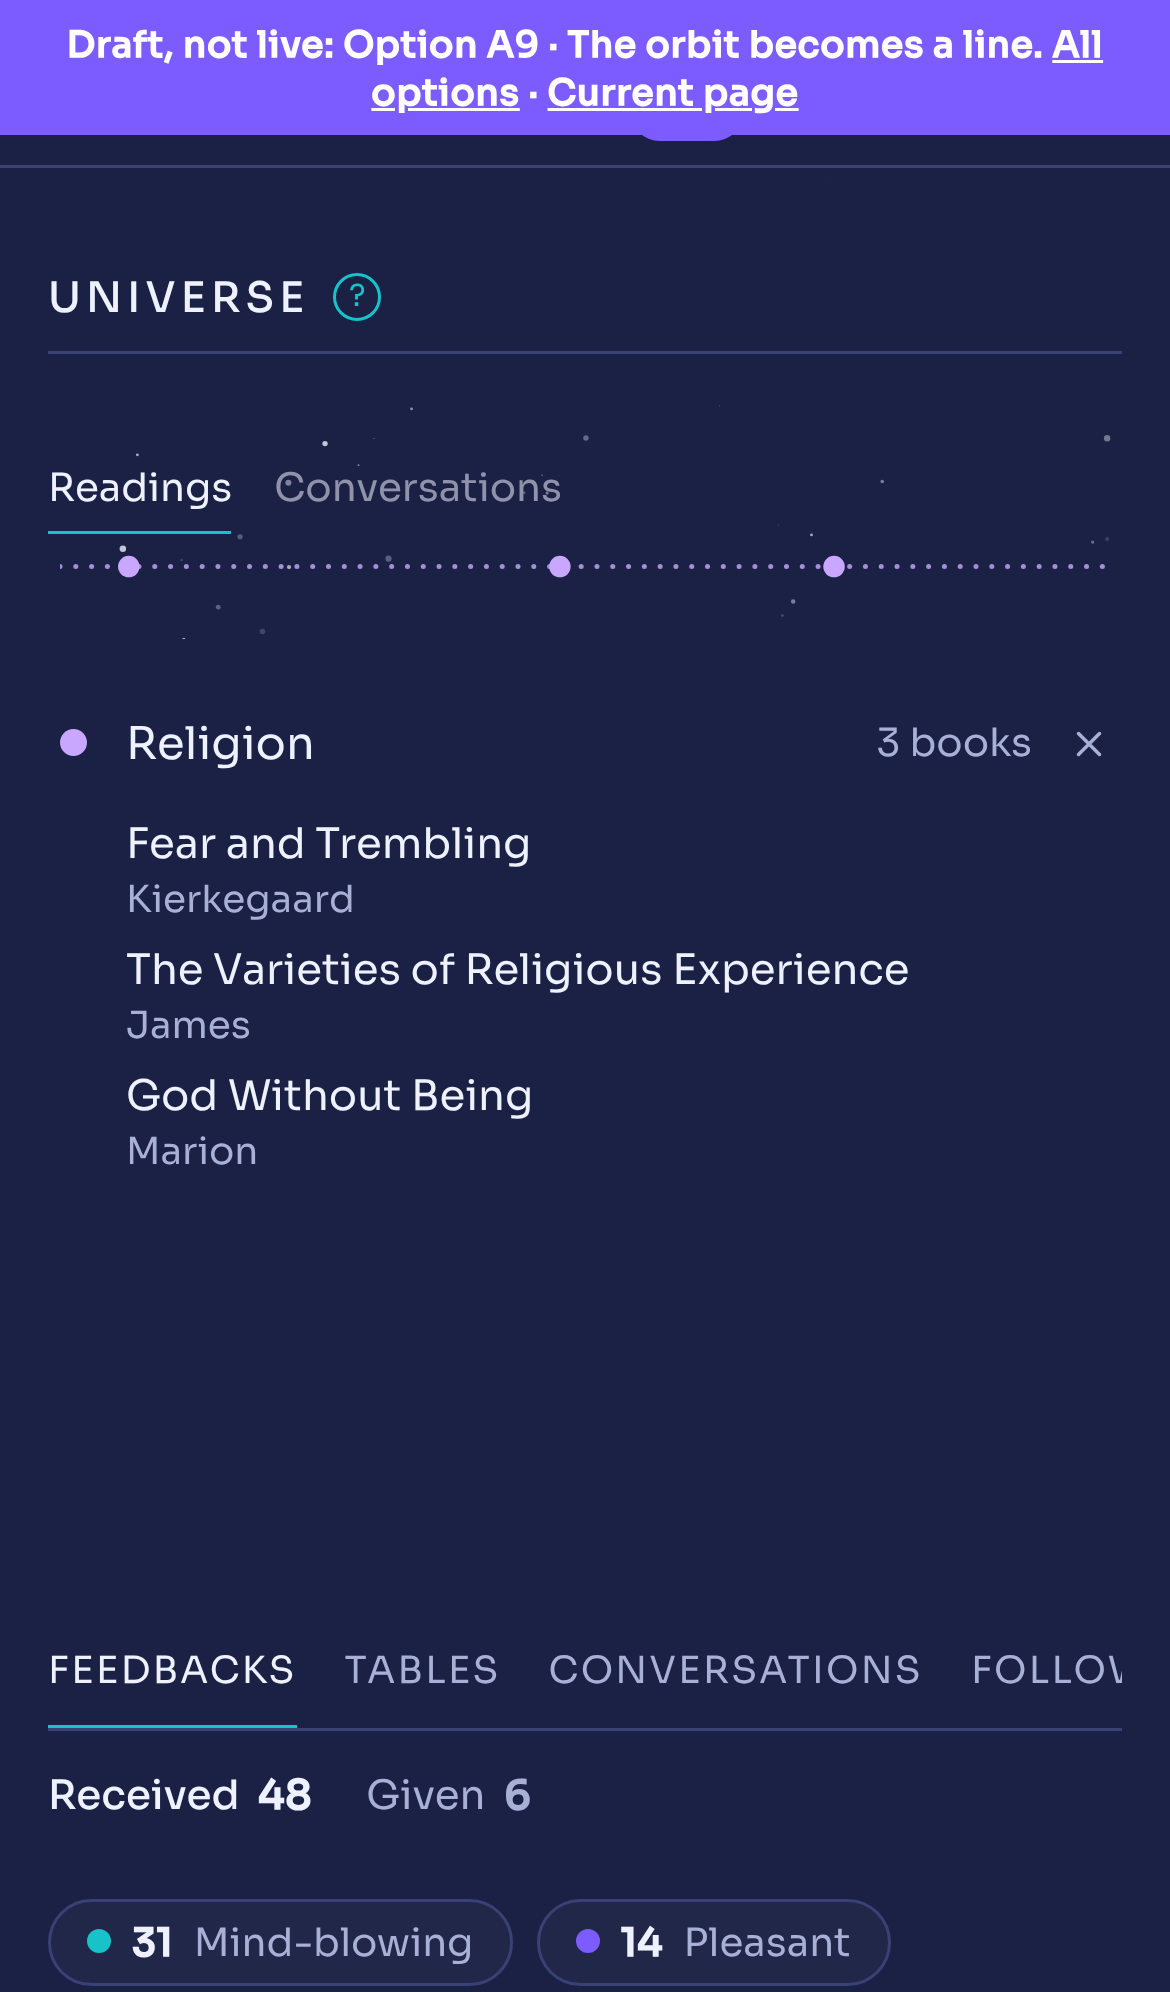 Draft, not live: Option A9 · The orbit becomes a line. All
options · Current page
UNIVERSE ?
Readings Conversations
Religion 3 books ×
Fear and Trembling
Kierkegaard
The Varieties of Religious Experience
James
God Without Being
Marion
FEEDBACKS TABLES CONVERSATIONS
Received 48 Given 6
31 Mind-blowing 14 Pleasant